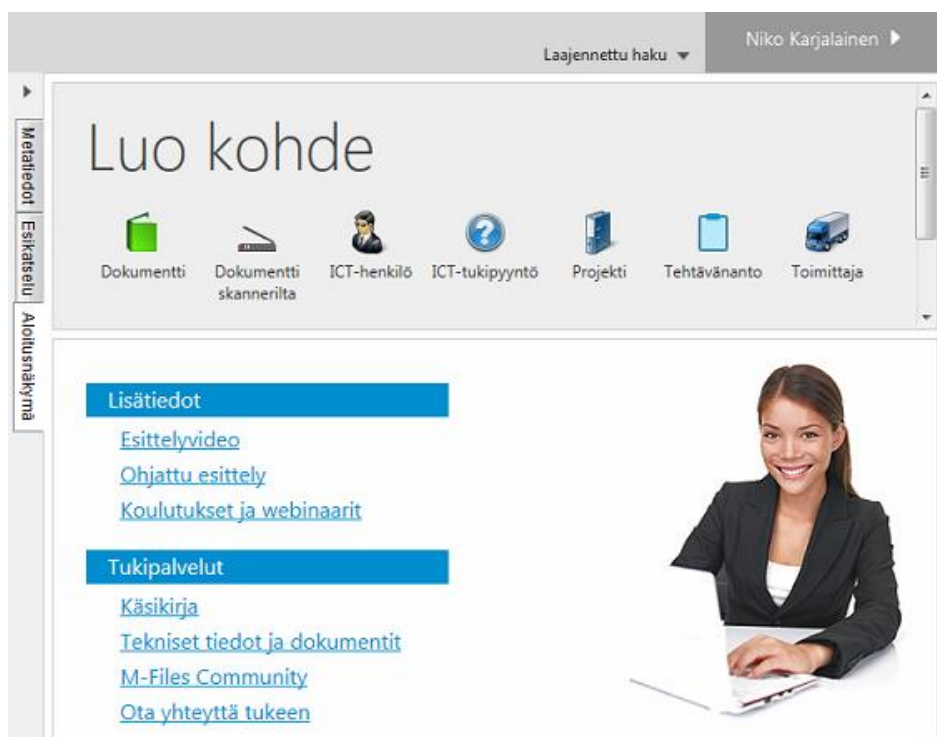 Niko Karjalainen
Laajennettu haku
Metatiedot
Esikatselu
Aloitusnäkymä
Luo kohde
Dokumentti
Dokumentti skannerilta
ICT-henkilö
ICT-tukipyyntö
Projekti
Tehtävänanto
Toimittaja
Lisätiedot
Esittelyvideo
Ohjattu esittely
Koulutukset ja webinaarit
Tukipalvelut
Käsikirja
Tekniset tiedot ja dokumentit
M-Files Community
Ota yhteyttä tukeen